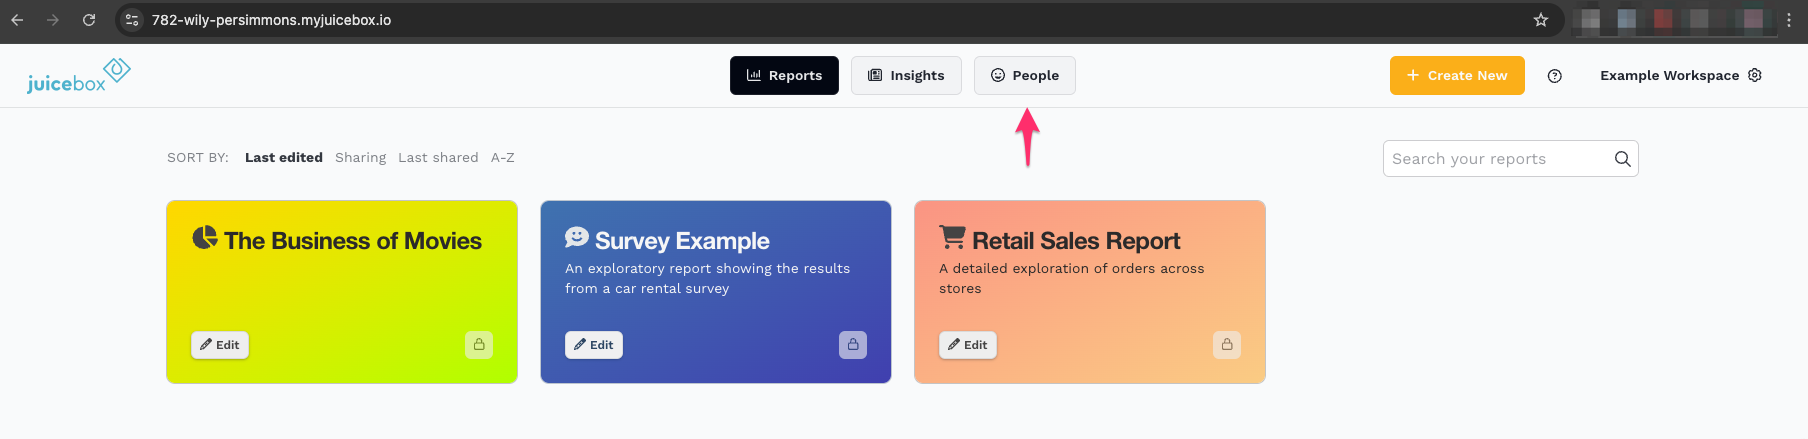 782-wily-persimmons.myjuicebox.io
juicebox
Reports
Insights
People
Create New
Example Workspace
SORT BY: Last edited Sharing Last shared A-Z
Search your reports
The Business of Movies
Edit
Survey Example
An exploratory report showing the results
from a car rental survey
Edit
Retail Sales Report
A detailed exploration of orders across
stores
Edit